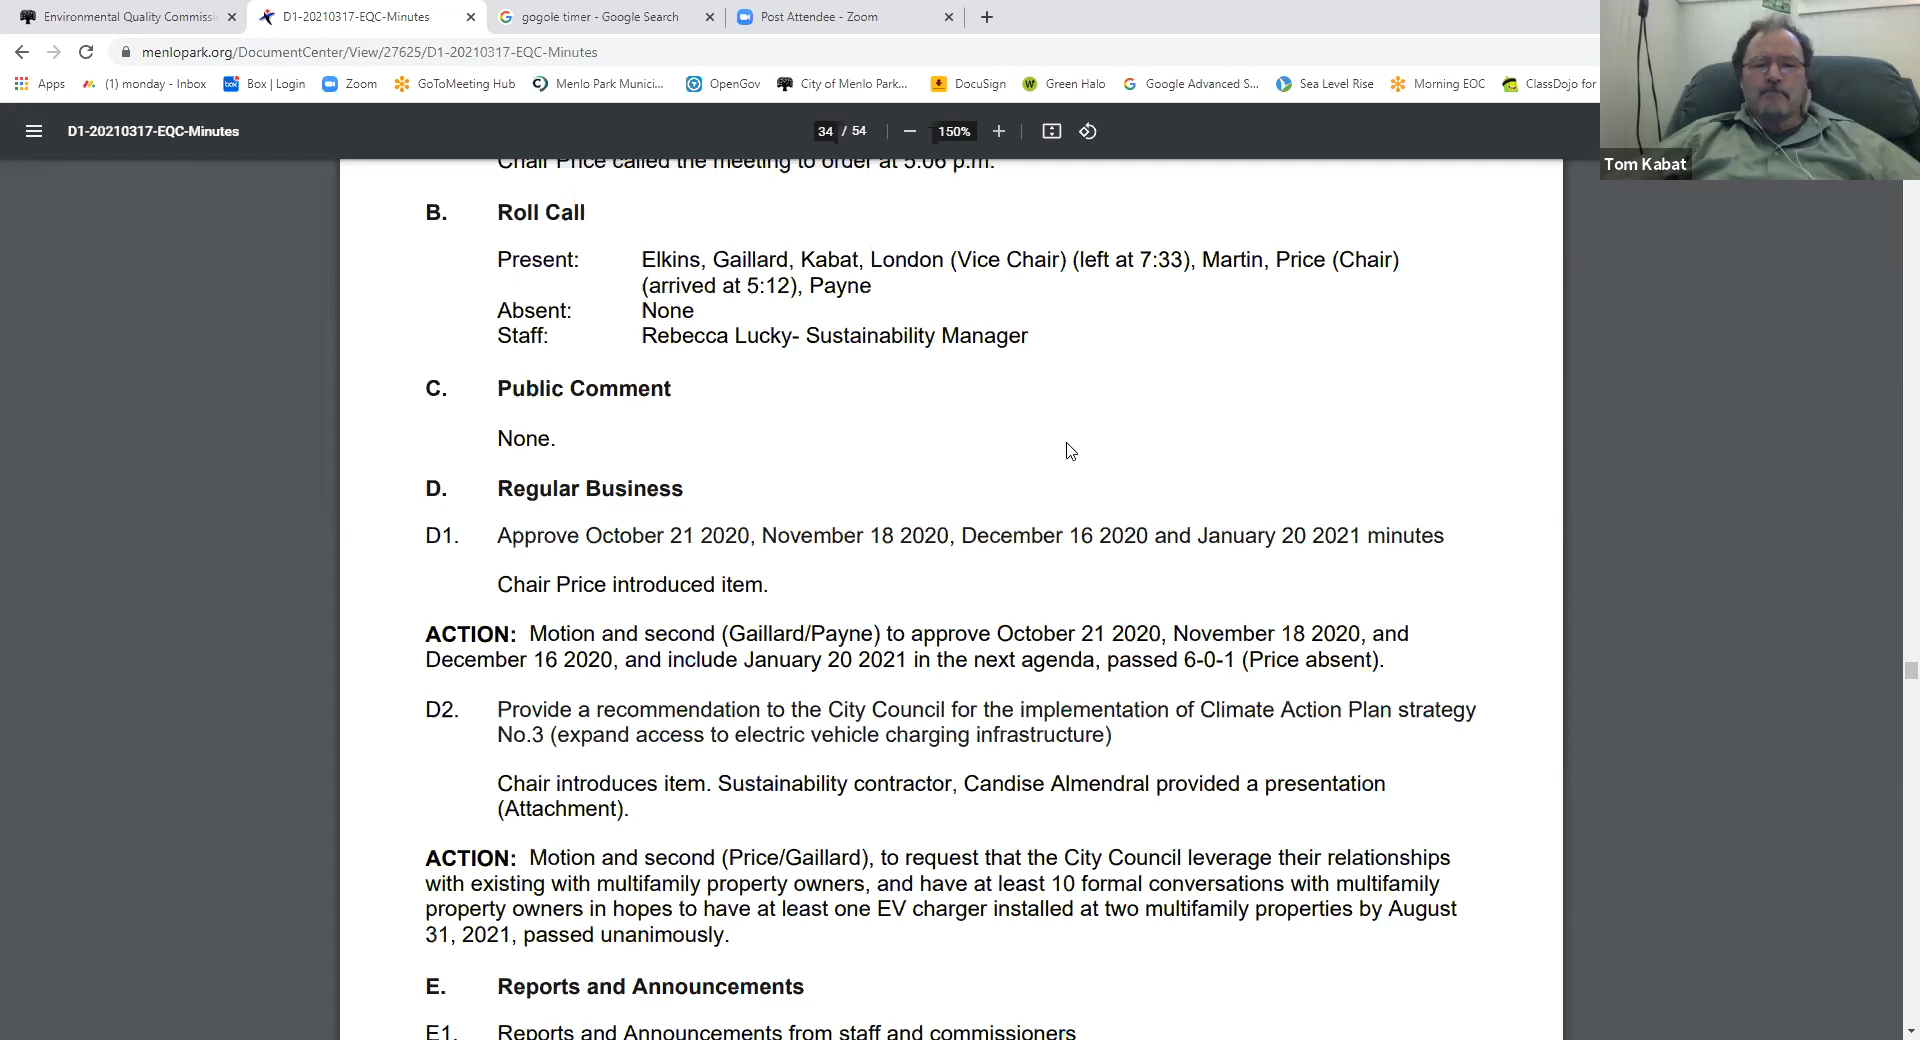 Environmental Quality Commissi
D1-20210317-EQC-Minutes
gogole timer - Google Search
Post Attendee - Zoom
menlopark.org/DocumentCenter/View/27625/D1-20210317-EQC-Minutes
Apps
(1) monday - Inbox
Box | Login
Zoom
GoToMeeting Hub
Menlo Park Munici...
OpenGov
City of Menlo Park...
DocuSign
Green Halo
Google Advanced S...
Sea Level Rise
Morning EOC
ClassDojo for
D1-20210317-EQC-Minutes
34 / 54
150%
Tom Kabat
Chair Price called the meeting to order at 5:06 p.m.
B. Roll Call
Present: Elkins, Gaillard, Kabat, London (Vice Chair) (left at 7:33), Martin, Price (Chair)
(arrived at 5:12), Payne
Absent: None
Staff: Rebecca Lucky- Sustainability Manager
C. Public Comment
None.
D. Regular Business
D1. Approve October 21 2020, November 18 2020, December 16 2020 and January 20 2021 minutes
Chair Price introduced item.
ACTION: Motion and second (Gaillard/Payne) to approve October 21 2020, November 18 2020, and
December 16 2020, and include January 20 2021 in the next agenda, passed 6-0-1 (Price absent).
D2. Provide a recommendation to the City Council for the implementation of Climate Action Plan strategy
No.3 (expand access to electric vehicle charging infrastructure)
Chair introduces item. Sustainability contractor, Candise Almendral provided a presentation
(Attachment).
ACTION: Motion and second (Price/Gaillard), to request that the City Council leverage their relationships
with existing with multifamily property owners, and have at least 10 formal conversations with multifamily
property owners in hopes to have at least one EV charger installed at two multifamily properties by August
31, 2021, passed unanimously.
E. Reports and Announcements
E1. Reports and Announcements from staff and commissioners